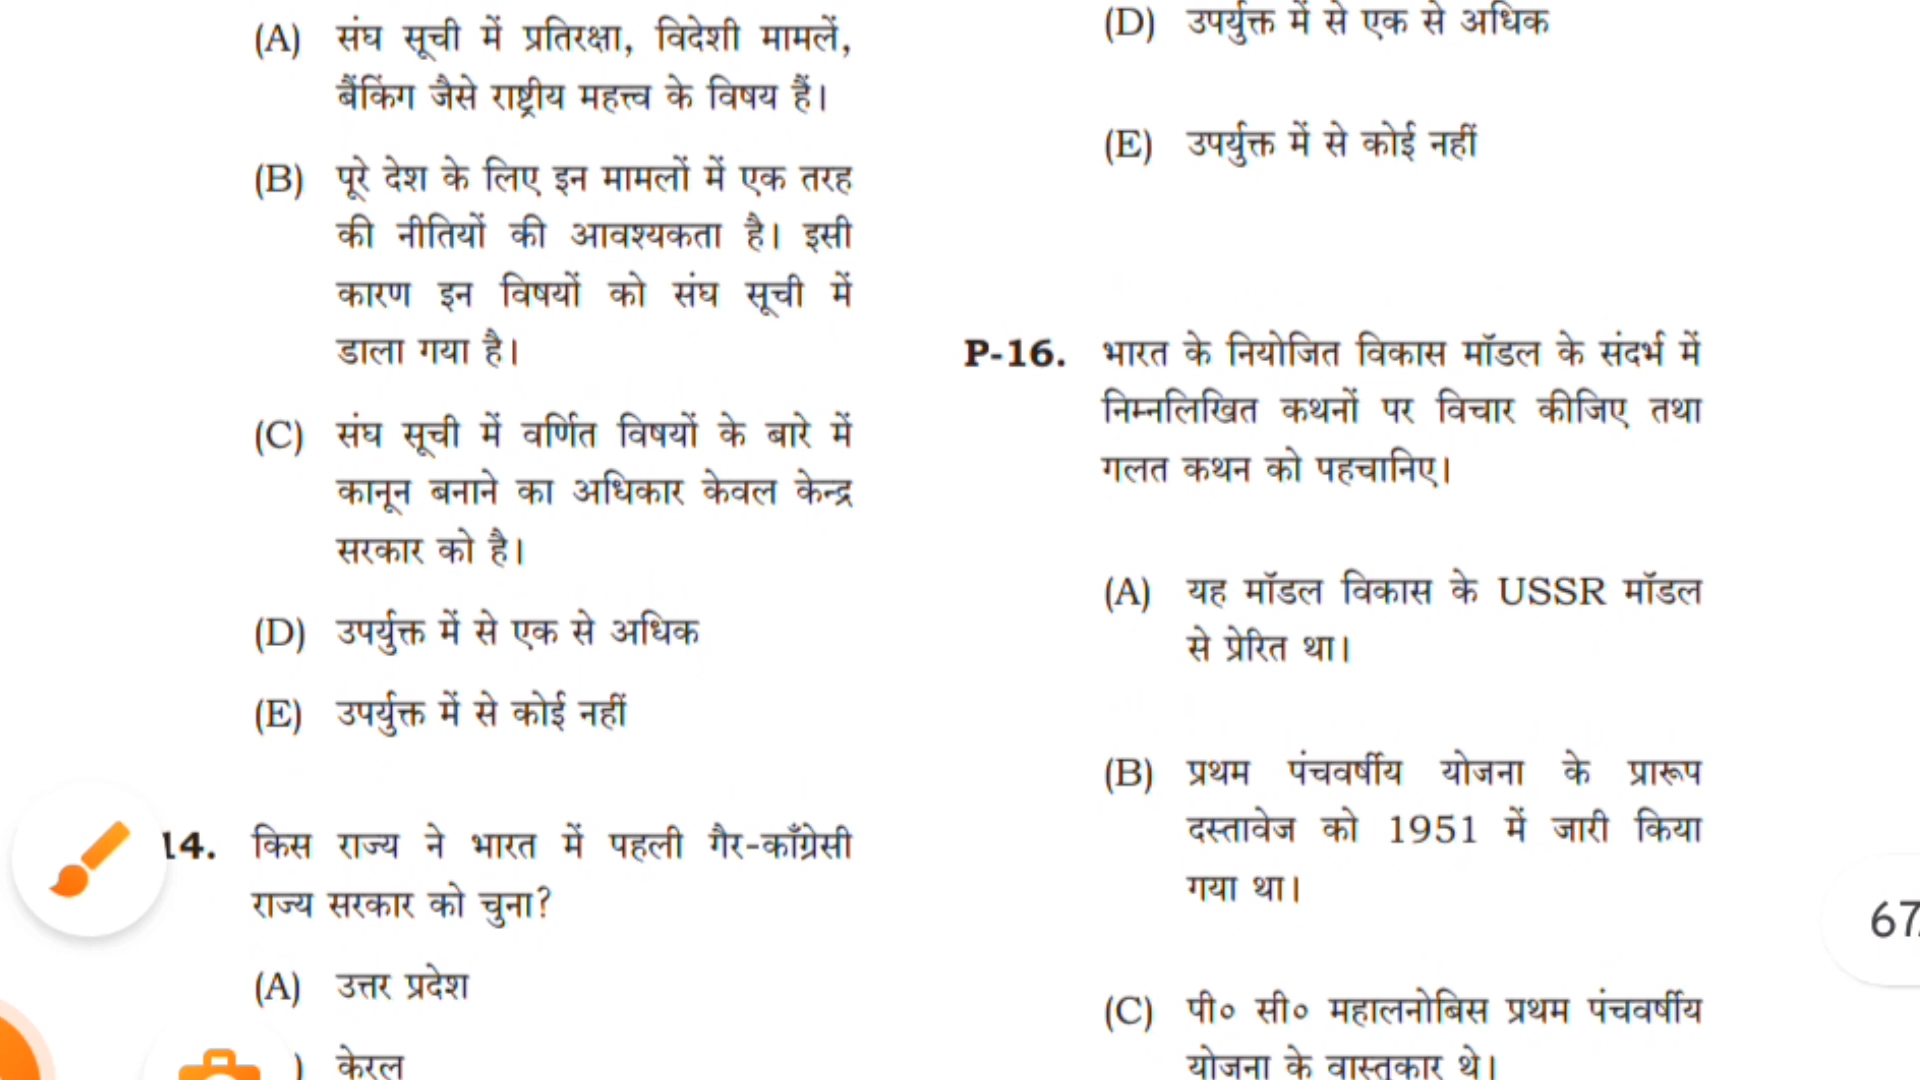 (A) संघ सूची में प्रतिरक्षा, विदेशी मामलें,
बैंकिंग जैसे राष्ट्रीय महत्त्व के विषय हैं।
(B) पूरे देश के लिए इन मामलों में एक तरह
की नीतियों की आवश्यकता है। इसी
कारण इन विषयों को संघ सूची में
डाला गया है।
(C) संघ सूची में वर्णित विषयों के बारे में
कानून बनाने का अधिकार केवल केन्द्र
सरकार को है।
(D) उपर्युक्त में से एक से अधिक
(E) उपर्युक्त में से कोई नहीं
14. किस राज्य ने भारत में पहली गैर-काँग्रेसी
राज्य सरकार को चुना?
(A) उत्तर प्रदेश
) केरल
(D) उपर्युक्त में से एक से अधिक
(E) उपर्युक्त में से कोई नहीं
P-16. भारत के नियोजित विकास मॉडल के संदर्भ में
निम्नलिखित कथनों पर विचार कीजिए तथा
गलत कथन को पहचानिए।
(A) यह मॉडल विकास के USSR मॉडल
से प्रेरित था।
(B) प्रथम पंचवर्षीय योजना के प्रारूप
दस्तावेज को 1951 में जारी किया
गया था।
(C) पी० सी० महालनोबिस प्रथम पंचवर्षीय
योजना के वास्तुकार थे।
67